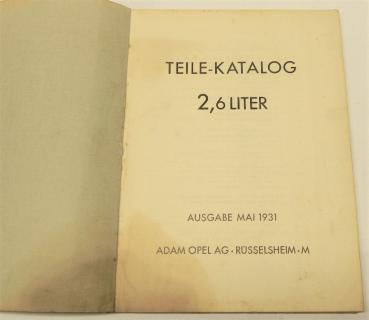 TEILE-KATALOG
2,6 LITER
AUSGABE MAI 1931
ADAM OPEL AG · RÜSSELSHEIM · M